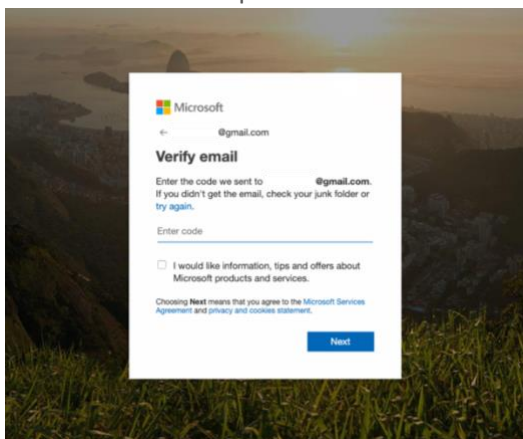 Microsoft
← @gmail.com
Verify email
Enter the code we sent to @gmail.com.
If you didn't get the email, check your junk folder or
try again.
Enter code
I would like information, tips and offers about
Microsoft products and services.
Choosing Next means that you agree to the Microsoft Services
Agreement and privacy and cookies statement.
Next